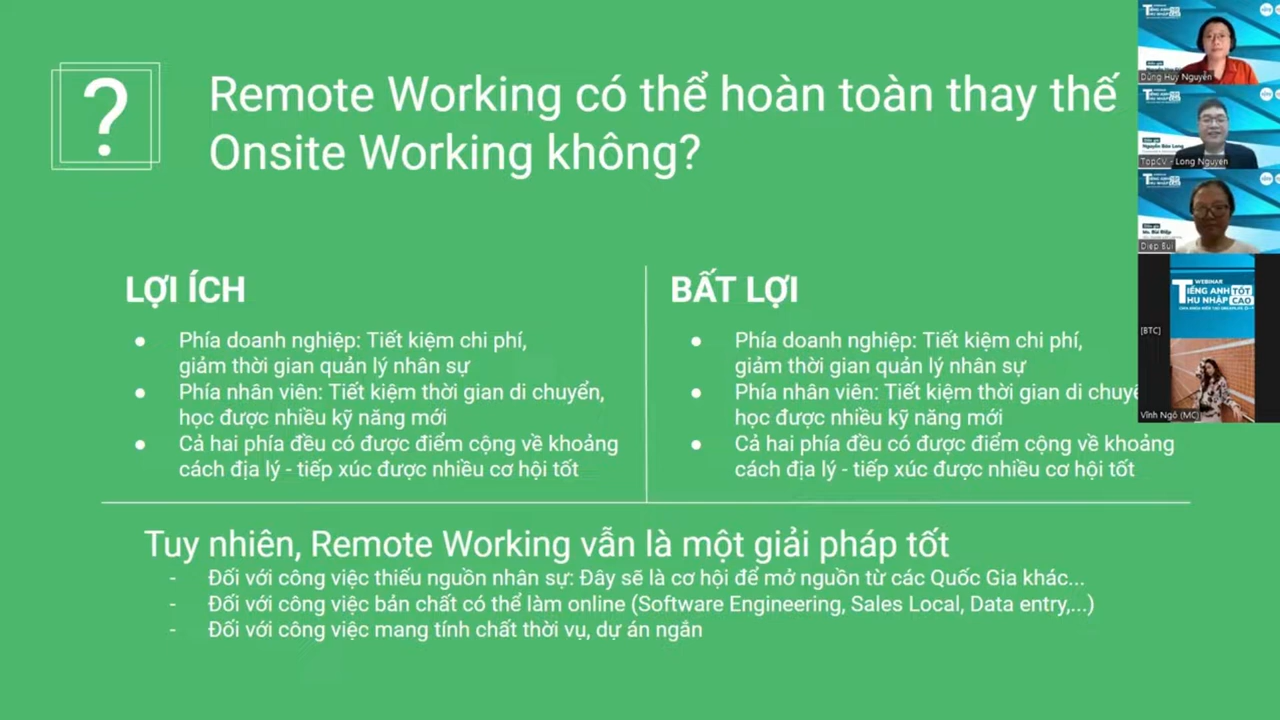 ?
Remote Working có thể hoàn toàn thay thế
Onsite Working không?
LỢI ÍCH
● Phía doanh nghiệp: Tiết kiệm chi phí,
giảm thời gian quản lý nhân sự
● Phía nhân viên: Tiết kiệm thời gian di chuyển,
học được nhiều kỹ năng mới
● Cả hai phía đều có được điểm cộng về khoảng
cách địa lý - tiếp xúc được nhiều cơ hội tốt
BẤT LỢI
● Phía doanh nghiệp: Tiết kiệm chi phí,
giảm thời gian quản lý nhân sự
● Phía nhân viên: Tiết kiệm thời gian di chuyể
học được nhiều kỹ năng mới
● Cả hai phía đều có được điểm cộng về khoảng
cách địa lý - tiếp xúc được nhiều cơ hội tốt
Tuy nhiên, Remote Working vẫn là một giải pháp tốt
- Đối với công việc thiếu nguồn nhân sự: Đây sẽ là cơ hội để mở nguồn từ các Quốc Gia khác...
- Đối với công việc bản chất có thể làm online (Software Engineering, Sales Local, Data entry,...)
- Đối với công việc mang tính chất thời vụ, dự án ngắn
Dũng Huy Nguyễn
Nguyễn Bảo Long
TopCV - Long Nguyen
Ms. Bùi Diệp
Diep Bui
WEBINAR
TIẾNG ANH TỐT
THU NHẬP CAO
[BTC]
Vĩnh Ngô (MC)